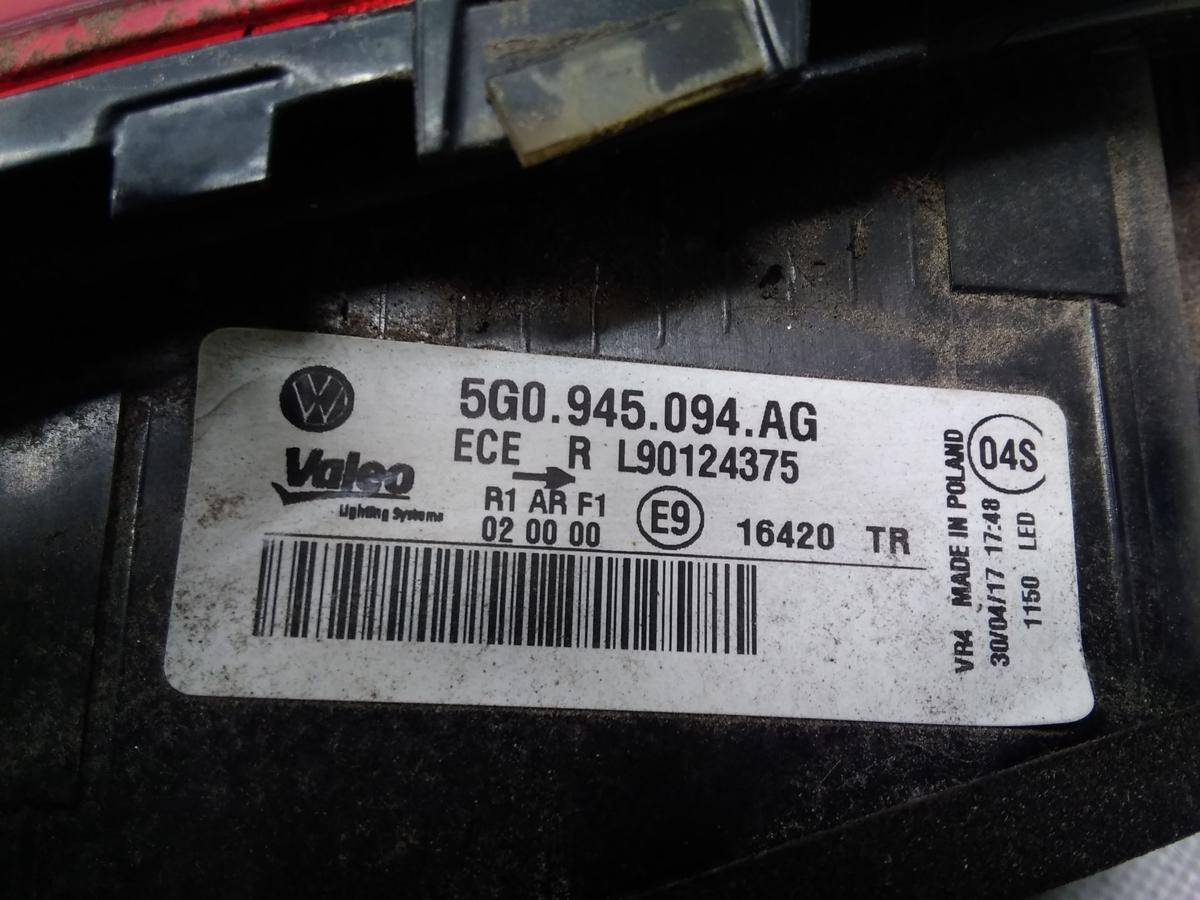 5G0.945.094.AG
ECE R L90124375
Valeo
Lighting Systems
R1 AR F1
02 00 00
E9
16420 TR
VR4 MADE IN POLAND
30/04/17 17:48
1150 LED
04S